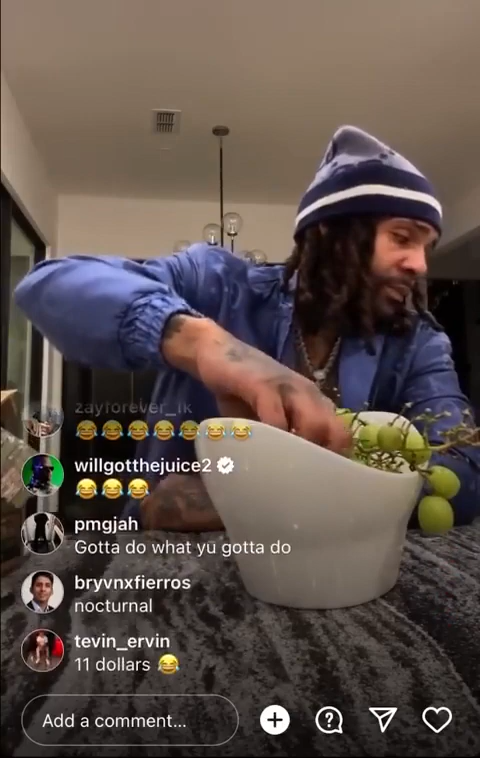 zayforever_lk
😂😂😂😂😂😂😂
willgotthejuice2
😂😂😂
pmgjah
Gotta do what yu gotta do
bryvnxfierros
nocturnal
tevin_ervin
11 dollars 😂
Add a comment...